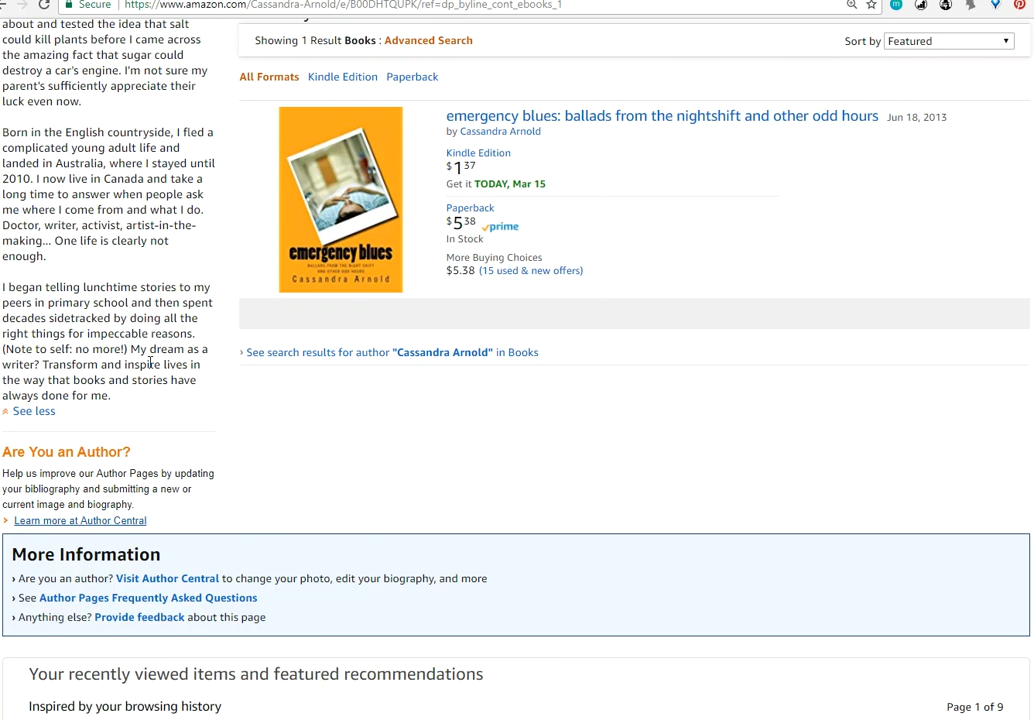 Secure
https://www.amazon.com/Cassandra-Arnold/e/B00DHTQUPK/ref=dp_byline_cont_ebooks_1
about and tested the idea that salt
could kill plants before I came across
the amazing fact that sugar could
destroy a car's engine. I'm not sure my
parent's sufficiently appreciate their
luck even now.
Born in the English countryside, I fled a
complicated young adult life and
landed in Australia, where I stayed until
2010. I now live in Canada and take a
long time to answer when people ask
me where I come from and what I do.
Doctor, writer, activist, artist-in-the-
making... One life is clearly not
enough.
I began telling lunchtime stories to my
peers in primary school and then spent
decades sidetracked by doing all the
right things for impeccable reasons.
(Note to self: no more!) My dream as a
writer? Transform and inspire lives in
the way that books and stories have
always done for me.
See less
Are You an Author?
Help us improve our Author Pages by updating
your bibliography and submitting a new or
current image and biography.
Learn more at Author Central
Showing 1 Result Books : Advanced Search
Sort by Featured
All Formats Kindle Edition Paperback
emergency blues
BALLADS FROM THE NIGHT SHIFT
AND OTHER ODD HOURS
Cassandra Arnold
emergency blues: ballads from the nightshift and other odd hours Jun 18, 2013
by Cassandra Arnold
Kindle Edition
$1 37
Get it TODAY, Mar 15
Paperback
$5 38 prime
In Stock
More Buying Choices
$5.38 (15 used & new offers)
› See search results for author "Cassandra Arnold" in Books
More Information
› Are you an author? Visit Author Central to change your photo, edit your biography, and more
› See Author Pages Frequently Asked Questions
› Anything else? Provide feedback about this page
Your recently viewed items and featured recommendations
Inspired by your browsing history
Page 1 of 9